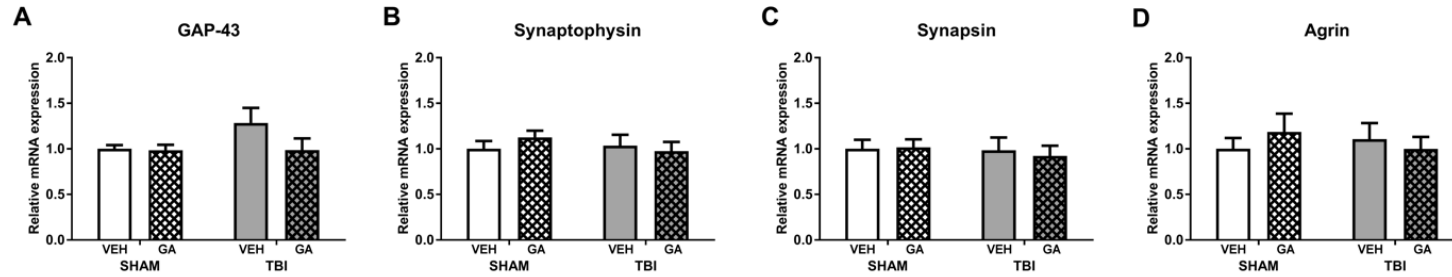 A
GAP-43
Relative mRNA expression
2.0
1.5
1.0
0.5
0.0
VEH GA VEH GA
SHAM TBI
B
Synaptophysin
Relative mRNA expression
2.0
1.5
1.0
0.5
0.0
VEH GA VEH GA
SHAM TBI
C
Synapsin
Relative mRNA expression
2.0
1.5
1.0
0.5
0.0
VEH GA VEH GA
SHAM TBI
D
Agrin
Relative mRNA expression
2.0
1.5
1.0
0.5
0.0
VEH GA VEH GA
SHAM TBI